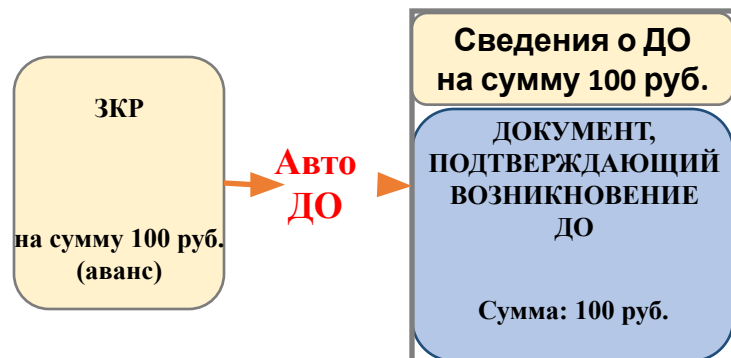 ЗКР
на сумму 100 руб.
(аванс)
Авто
ДО
Сведения о ДО
на сумму 100 руб.
ДОКУМЕНТ,
ПОДТВЕРЖДАЮЩИЙ
ВОЗНИКНОВЕНИЕ
ДО
Сумма: 100 руб.